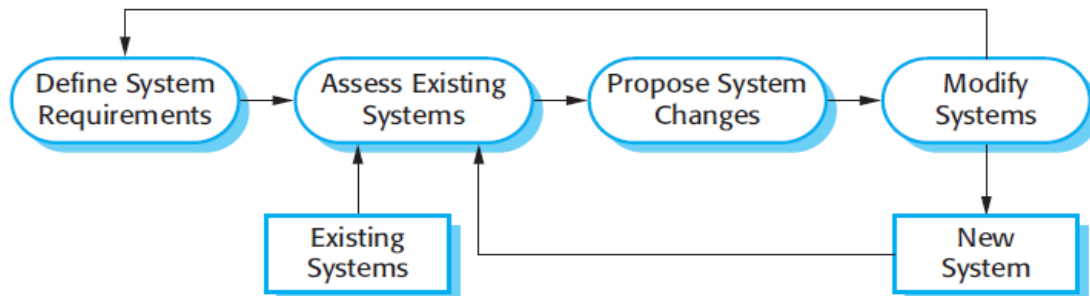 Define System
Requirements
Assess Existing
Systems
Propose System
Changes
Modify
Systems
Existing
Systems
New
System